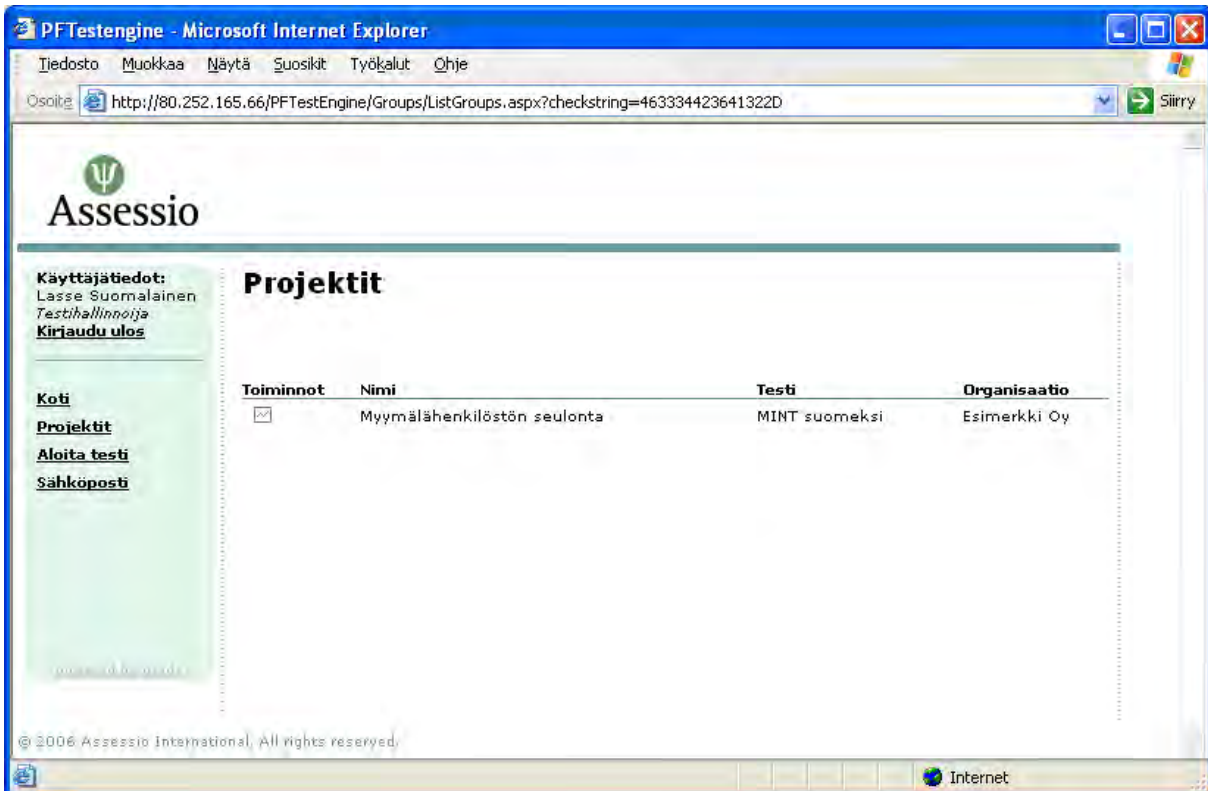 PFTestengine - Microsoft Internet Explorer
Tiedosto Muokkaa Näytä Suosikit Työkalut Ohje
Osoite http://80.252.165.66/PFTestEngine/Groups/ListGroups.aspx?checkstring=463334423641322D Siirry
Assessio
Käyttäjätiedot:
Lasse Suomalainen
Testihallinnoija
Kirjaudu ulos
Koti
Projektit
Aloita testi
Sähköposti
Projektit
Toiminnot Nimi Testi Organisaatio
Myymälähenkilöstön seulonta MINT suomeksi Esimerkki Oy
© 2006 Assessio International. All rights reserved.
Internet